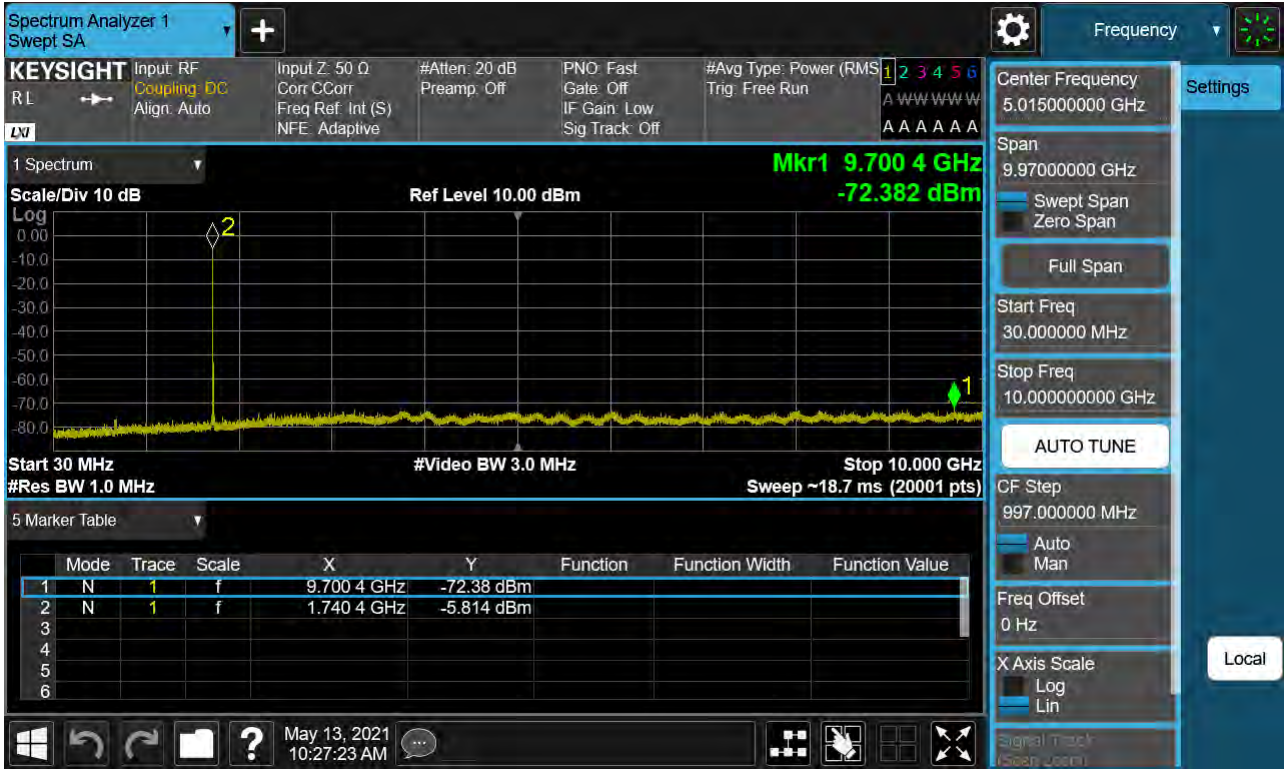 Spectrum Analyzer 1
Swept SA
+
Frequency
KEYSIGHT
RL
LXI
Input: RF
Coupling: DC
Align: Auto
Input Z: 50 Ω
Corr CCorr
Freq Ref: Int (S)
NFE: Adaptive
#Atten: 20 dB
Preamp: Off
PNO: Fast
Gate: Off
IF Gain: Low
Sig Track: Off
#Avg Type: Power (RMS
Trig: Free Run
1 2 3 4 5 6
A W W W W W
A A A A A A
1 Spectrum
Scale/Div 10 dB
Ref Level 10.00 dBm
Mkr1 9.700 4 GHz
-72.382 dBm
Log
0.00
-10.0
-20.0
-30.0
-40.0
-50.0
-60.0
-70.0
-80.0
2
1
Start 30 MHz
#Video BW 3.0 MHz
Stop 10.000 GHz
#Res BW 1.0 MHz
Sweep ~18.7 ms (20001 pts)
5 Marker Table
Mode Trace Scale X Y Function Function Width Function Value
1 N 1 f 9.700 4 GHz -72.38 dBm
2 N 1 f 1.740 4 GHz -5.814 dBm
3
4
5
6
?
May 13, 2021
10:27:23 AM
Center Frequency
5.015000000 GHz
Span
9.97000000 GHz
Swept Span
Zero Span
Full Span
Start Freq
30.000000 MHz
Stop Freq
10.000000000 GHz
AUTO TUNE
CF Step
997.000000 MHz
Auto
Man
Freq Offset
0 Hz
X Axis Scale
Log
Lin
Signal Track
(Span Zoom)
Settings
Local